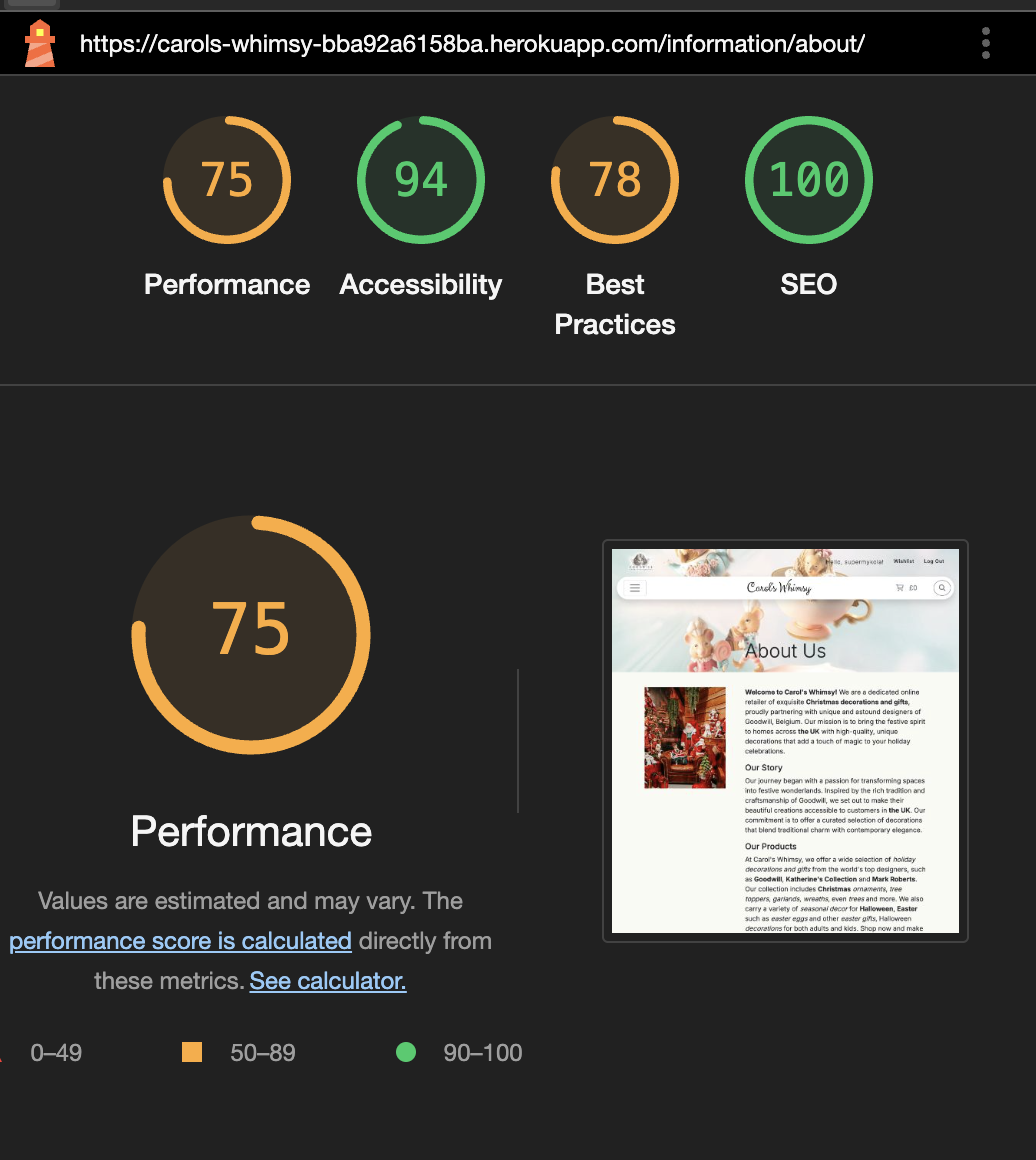 https://carols-whimsy-bba92a6158ba.herokuapp.com/information/about/
75
94
78
100
Performance
Accessibility
Best
Practices
SEO
75
Performance
Values are estimated and may vary. The
performance score is calculated directly from
these metrics. See calculator.
0–49
50–89
90–100
Hello, supermykola!
Wishlist
Log Out
Carol's Whimsy
£0
About Us
Welcome to Carol's Whimsy! We are a dedicated online
retailer of exquisite Christmas decorations and gifts,
proudly partnering with unique and astound designers of
Goodwill, Belgium. Our mission is to bring the festive spirit
to homes across the UK with high-quality, unique
decorations that add a touch of magic to your holiday
celebrations.
Our Story
Our journey began with a passion for transforming spaces
into festive wonderlands. Inspired by the rich tradition and
craftsmanship of Goodwill, we set out to make their
beautiful creations accessible to customers in the UK. Our
commitment is to offer a curated selection of decorations
that blend traditional charm with contemporary elegance.
Our Products
At Carol's Whimsy, we offer a wide selection of holiday
decorations and gifts from the world's top designers, such
as Goodwill, Katherine's Collection and Mark Roberts.
Our collection includes Christmas ornaments, tree
toppers, garlands, wreaths, even trees and more. We also
carry a variety of seasonal decor for Halloween, Easter
such as easter eggs and other easter gifts, Halloween
decorations for both adults and kids. Shop now and make